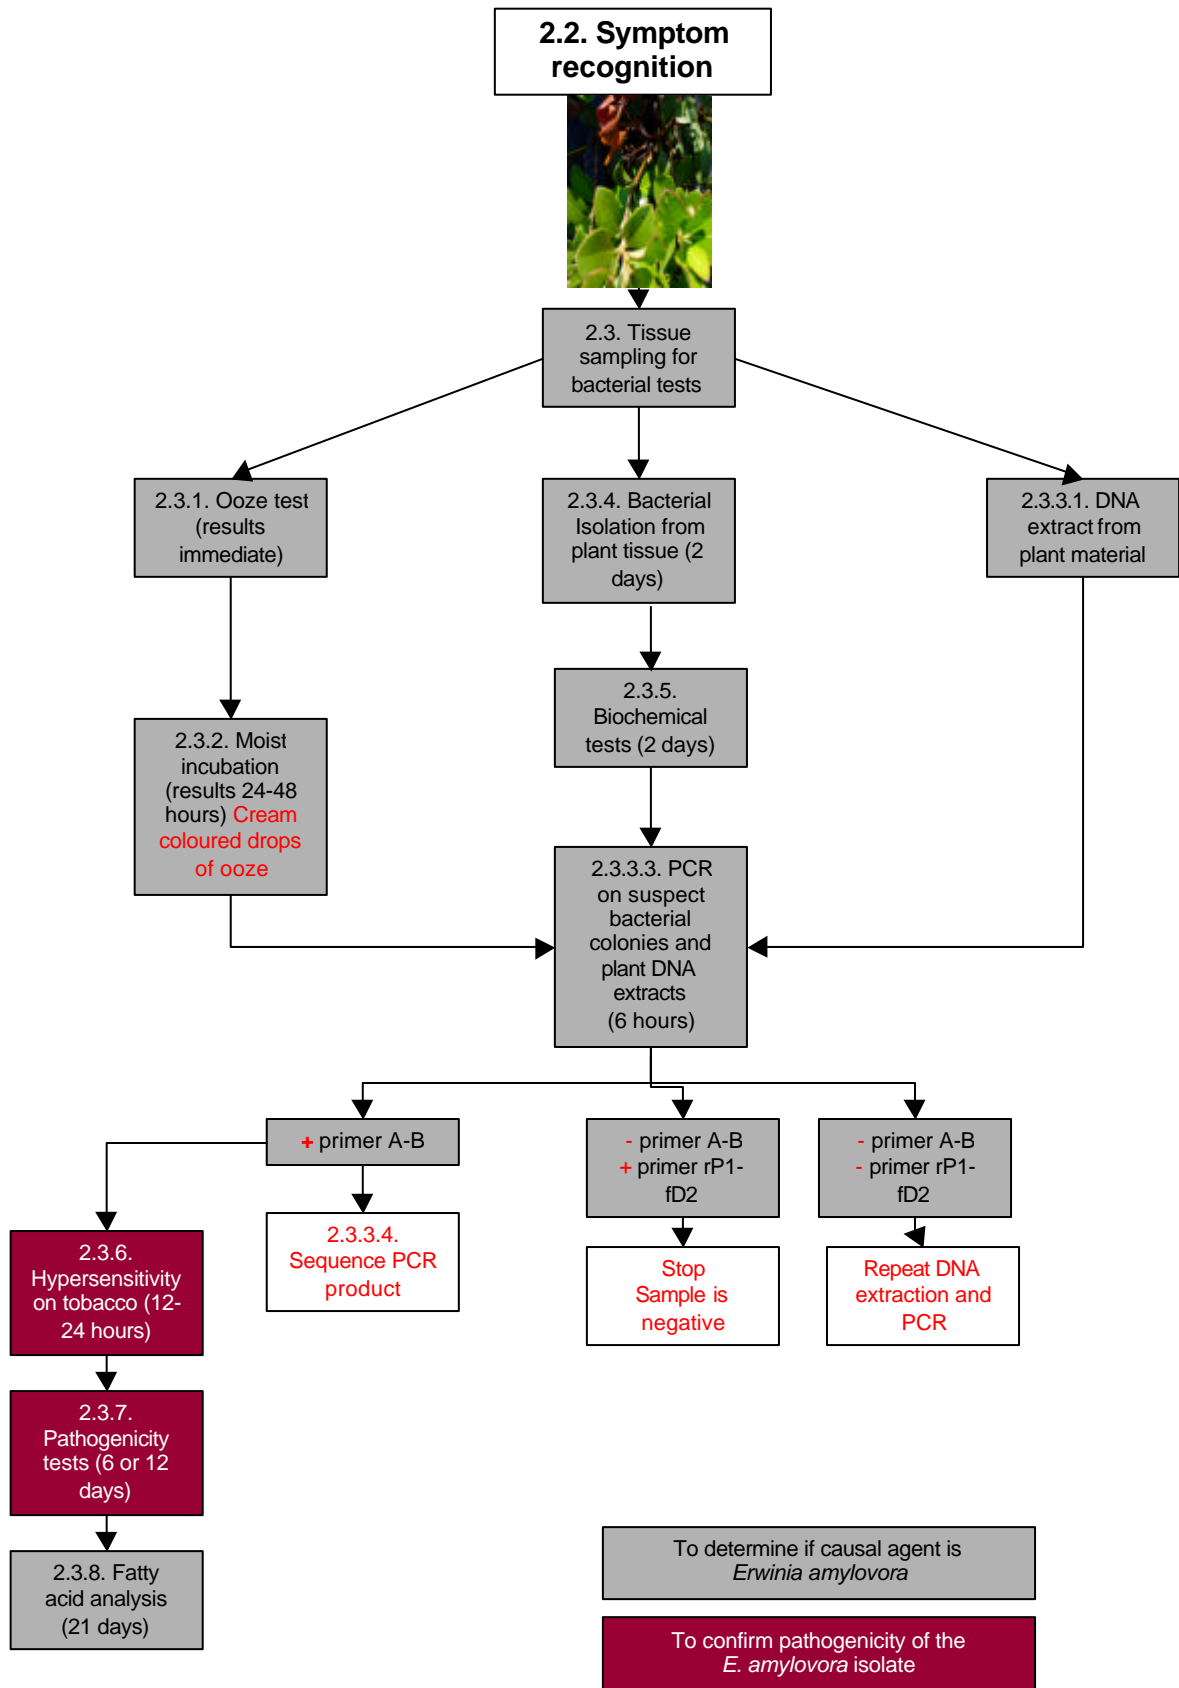 2.2. Symptom
recognition
2.3. Tissue
sampling for
bacterial tests
2.3.1. Ooze test
(results
immediate)
2.3.4. Bacterial
Isolation from
plant tissue (2
days)
2.3.3.1. DNA
extract from
plant material
2.3.5.
Biochemical
tests (2 days)
2.3.2. Moist
incubation
(results 24-48
hours) Cream
coloured drops
of ooze
2.3.3.3. PCR
on suspect
bacterial
colonies and
plant DNA
extracts
(6 hours)
+ primer A-B
- primer A-B
+ primer rP1-
fD2
- primer A-B
- primer rP1-
fD2
2.3.6.
Hypersensitivity
on tobacco (12-
24 hours)
2.3.3.4.
Sequence PCR
product
Stop
Sample is
negative
Repeat DNA
extraction and
PCR
2.3.7.
Pathogenicity
tests (6 or 12
days)
2.3.8. Fatty
acid analysis
(21 days)
To determine if causal agent is
Erwinia amylovora
To confirm pathogenicity of the
E. amylovora isolate